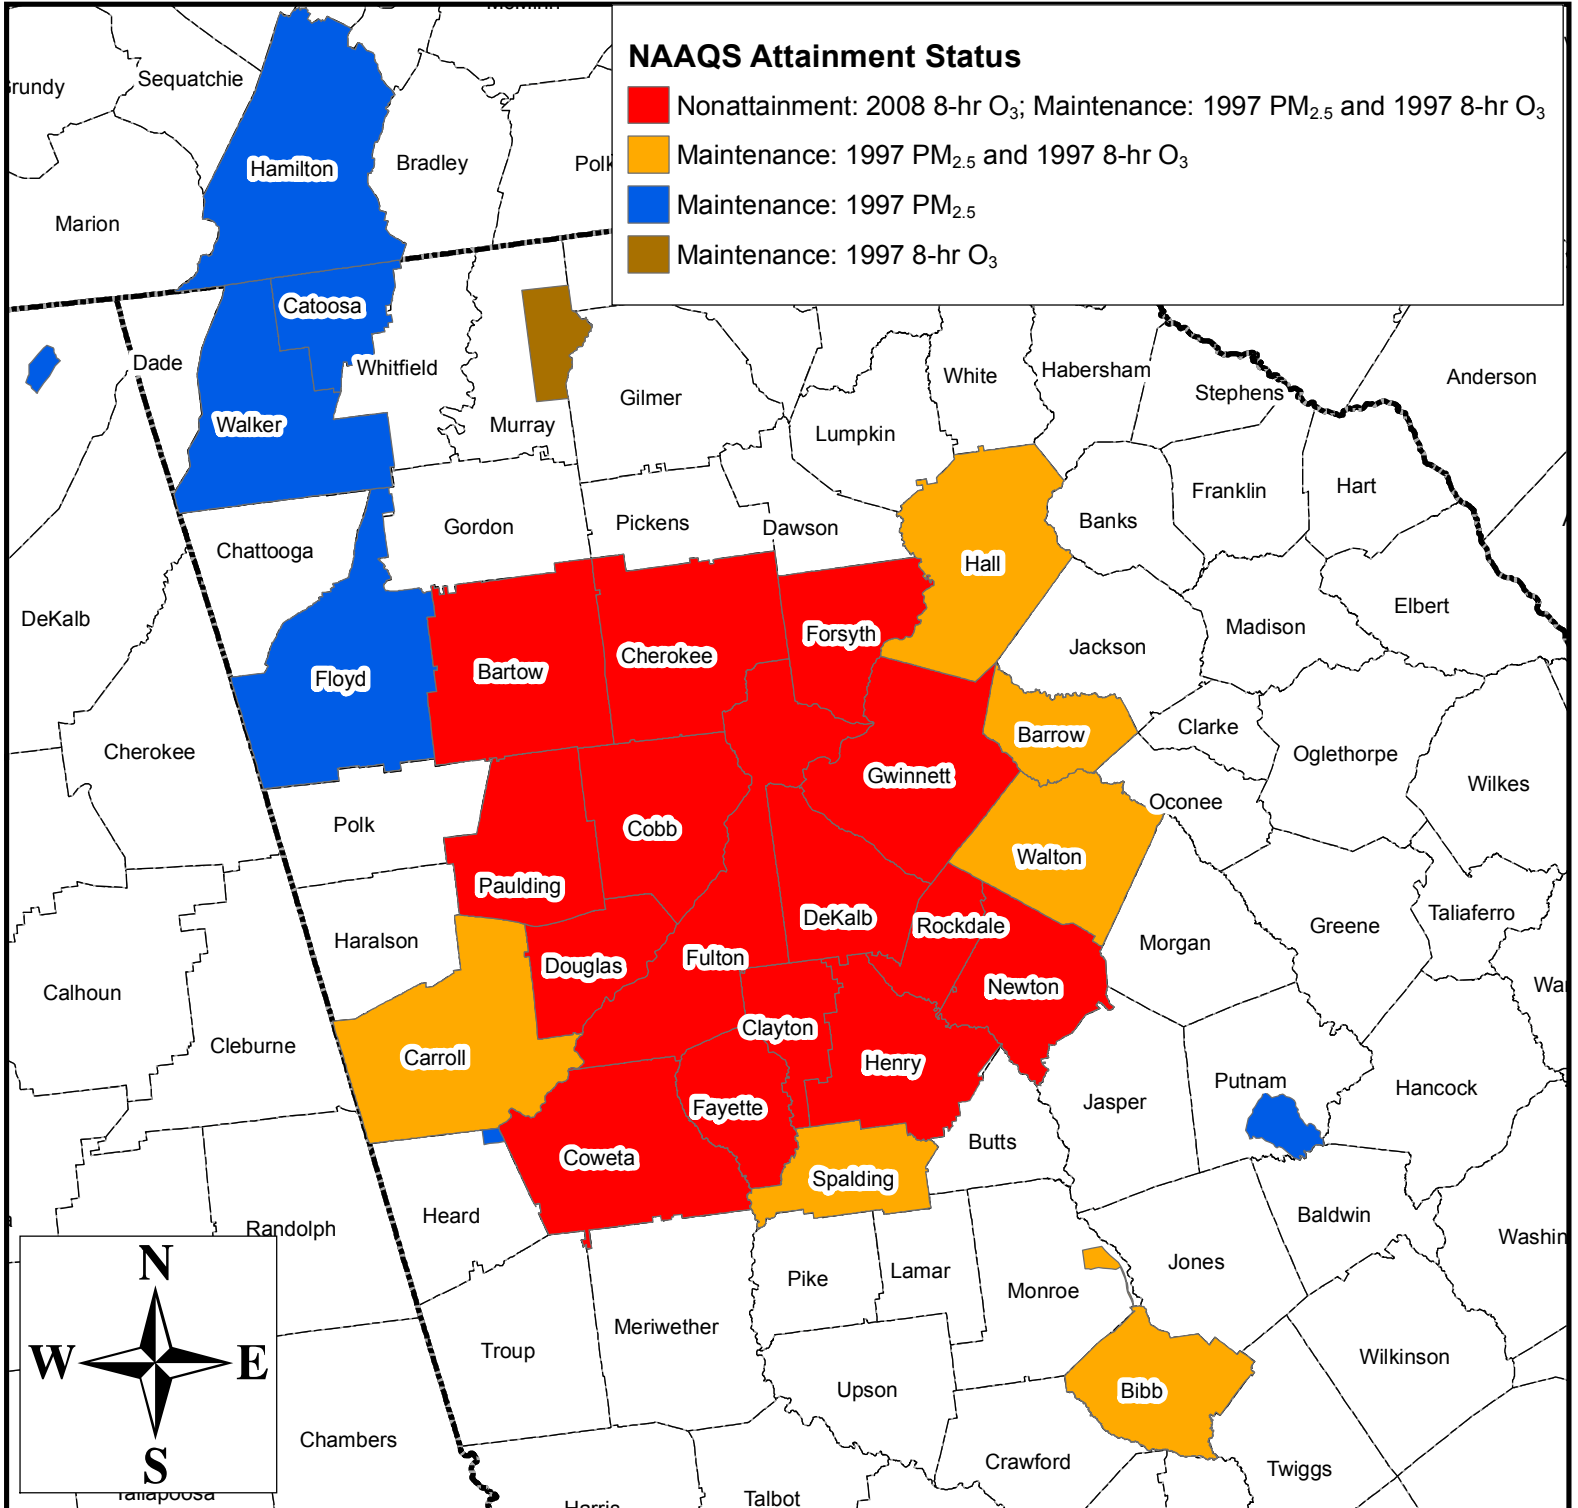 McMinn
NAAQS Attainment Status
Nonattainment: 2008 8-hr O₃; Maintenance: 1997 PM₂.₅ and 1997 8-hr O₃
Maintenance: 1997 PM₂.₅ and 1997 8-hr O₃
Maintenance: 1997 PM₂.₅
Maintenance: 1997 8-hr O₃
Sequatchie
rundy
Hamilton
Bradley
Polk
Marion
Catoosa
Dade
Whitfield
Walker
Murray
Gilmer
White
Habersham
Stephens
Anderson
Lumpkin
Franklin
Hart
Banks
Chattooga
Gordon
Pickens
Dawson
Hall
DeKalb
Elbert
Madison
Forsyth
Jackson
Cherokee
Bartow
Floyd
Cherokee
Clarke
Barrow
Oglethorpe
Wilkes
Gwinnett
Oconee
Polk
Cobb
Walton
Paulding
DeKalb
Rockdale
Taliaferro
Greene
Haralson
Morgan
Douglas
Fulton
Newton
Calhoun
War
Clayton
Cleburne
Carroll
Henry
Putnam
Hancock
Jasper
Fayette
Butts
Coweta
Spalding
Heard
Randolph
Baldwin
Washin
Jones
Pike
Lamar
Monroe
Meriwether
Troup
Wilkinson
Upson
Bibb
Chambers
Crawford
Twiggs
Talbot
Tallapoosa
Harris
N
W
E
S